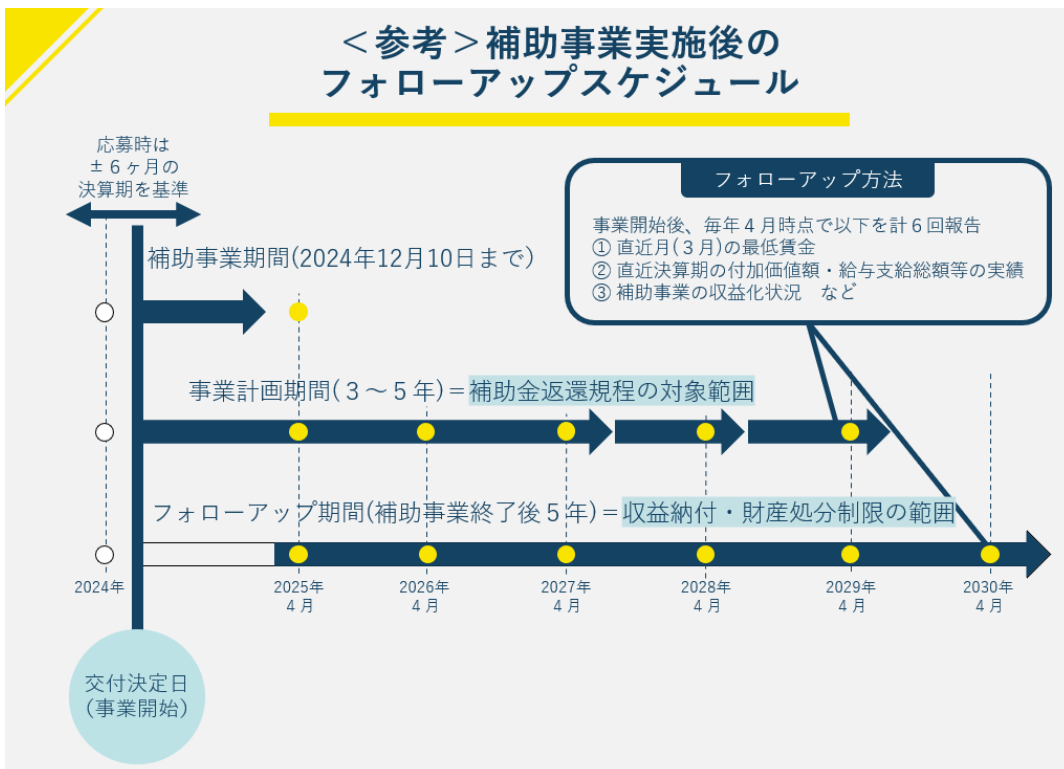 ＜参考＞補助事業実施後の
フォローアップスケジュール
応募時は
±６ヶ月の
決算期を基準
フォローアップ方法
事業開始後、毎年４月時点で以下を計６回報告
① 直近月(３月)の最低賃金
② 直近決算期の付加価値額・給与支給総額等の実績
③ 補助事業の収益化状況　など
補助事業期間(2024年12月10日まで)
事業計画期間(３～５年)＝補助金返還規程の対象範囲
フォローアップ期間(補助事業終了後５年)＝収益納付・財産処分制限の範囲
2024年
2025年
４月
2026年
４月
2027年
４月
2028年
４月
2029年
４月
2030年
４月
交付決定日
(事業開始)